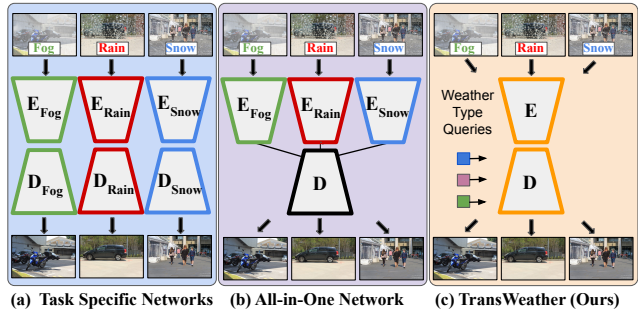 Fog Rain Snow
E Fog E Rain E Snow
D Fog D Rain D Snow
(a) Task Specific Networks
Fog Rain Snow
E Fog E Rain E Snow
D
(b) All-in-One Network
Fog Rain Snow
Weather
Type
Queries
E
D
(c) TransWeather (Ours)